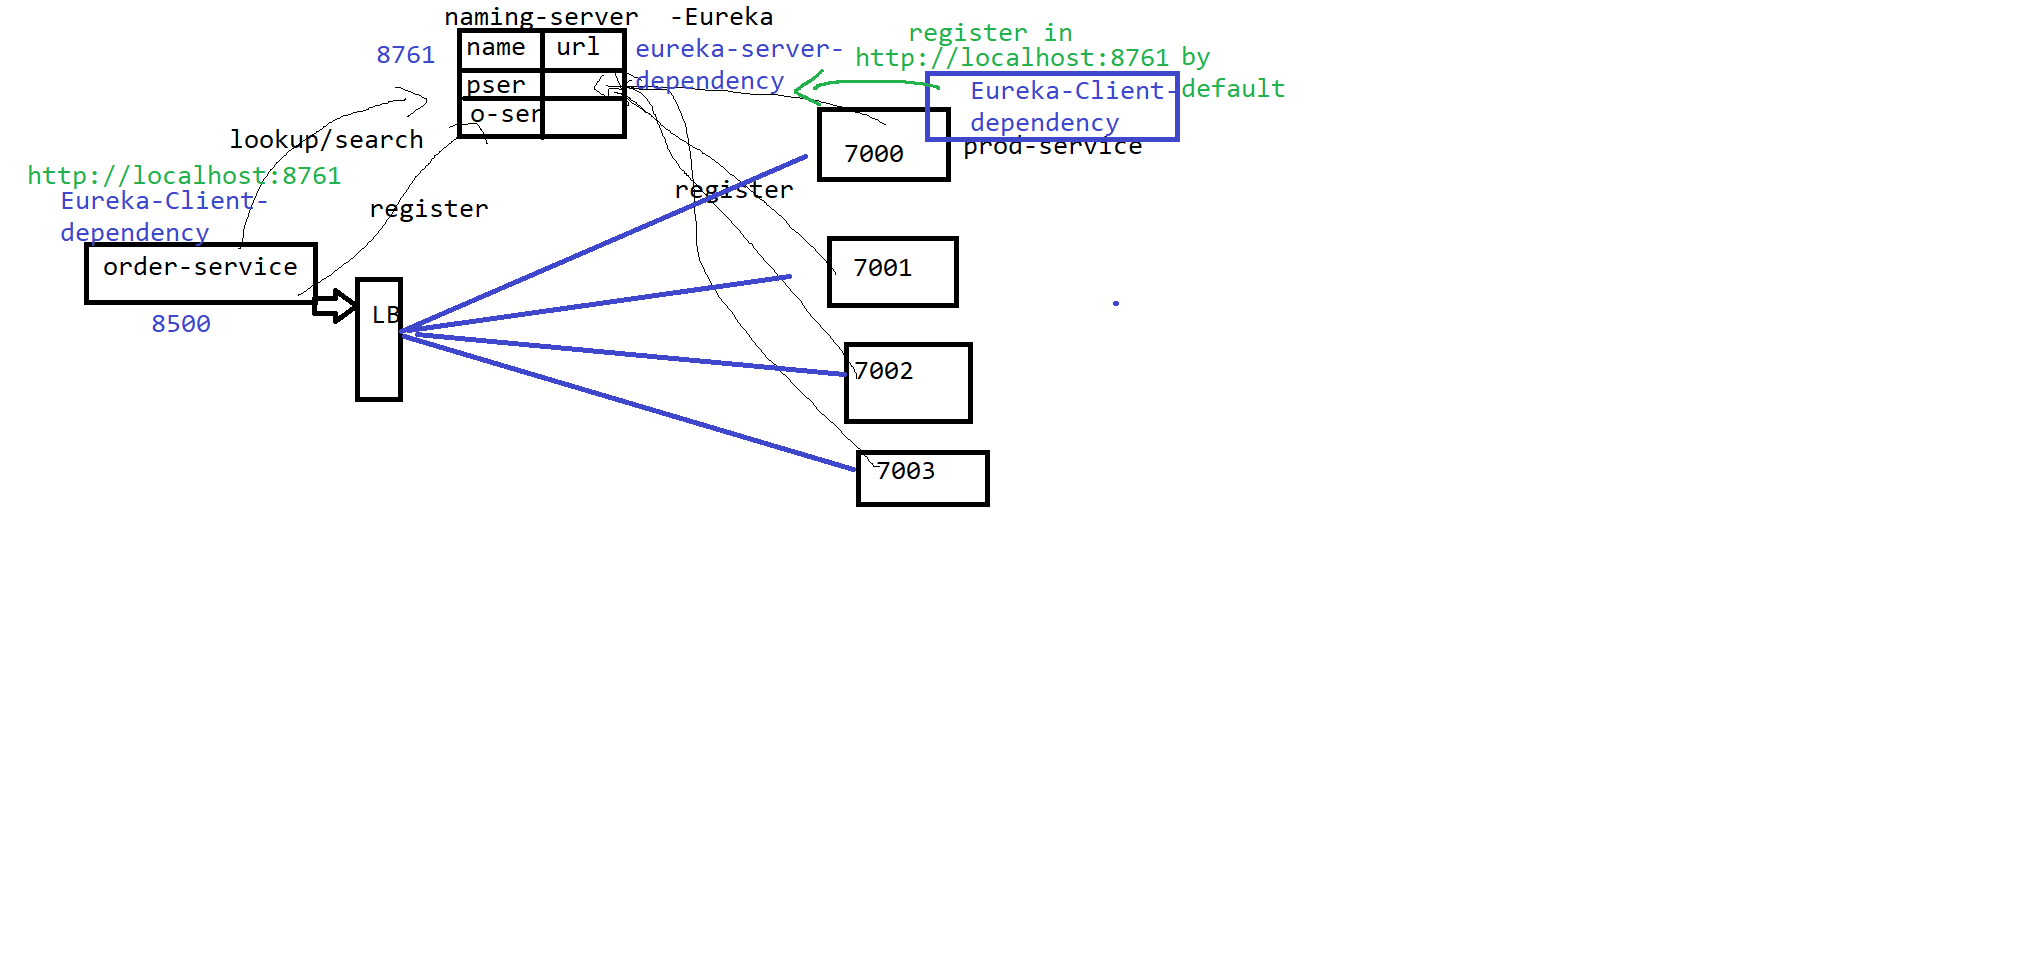 naming-server -Eureka
8761
name url
pser
o-ser
eureka-server-
dependency
register in
http://localhost:8761 by
default
Eureka-Client-
dependency
prod-service
7000
lookup/search
http://localhost:8761
Eureka-Client-
dependency
register
register
order-service
8500
LB
7001
7002
7003